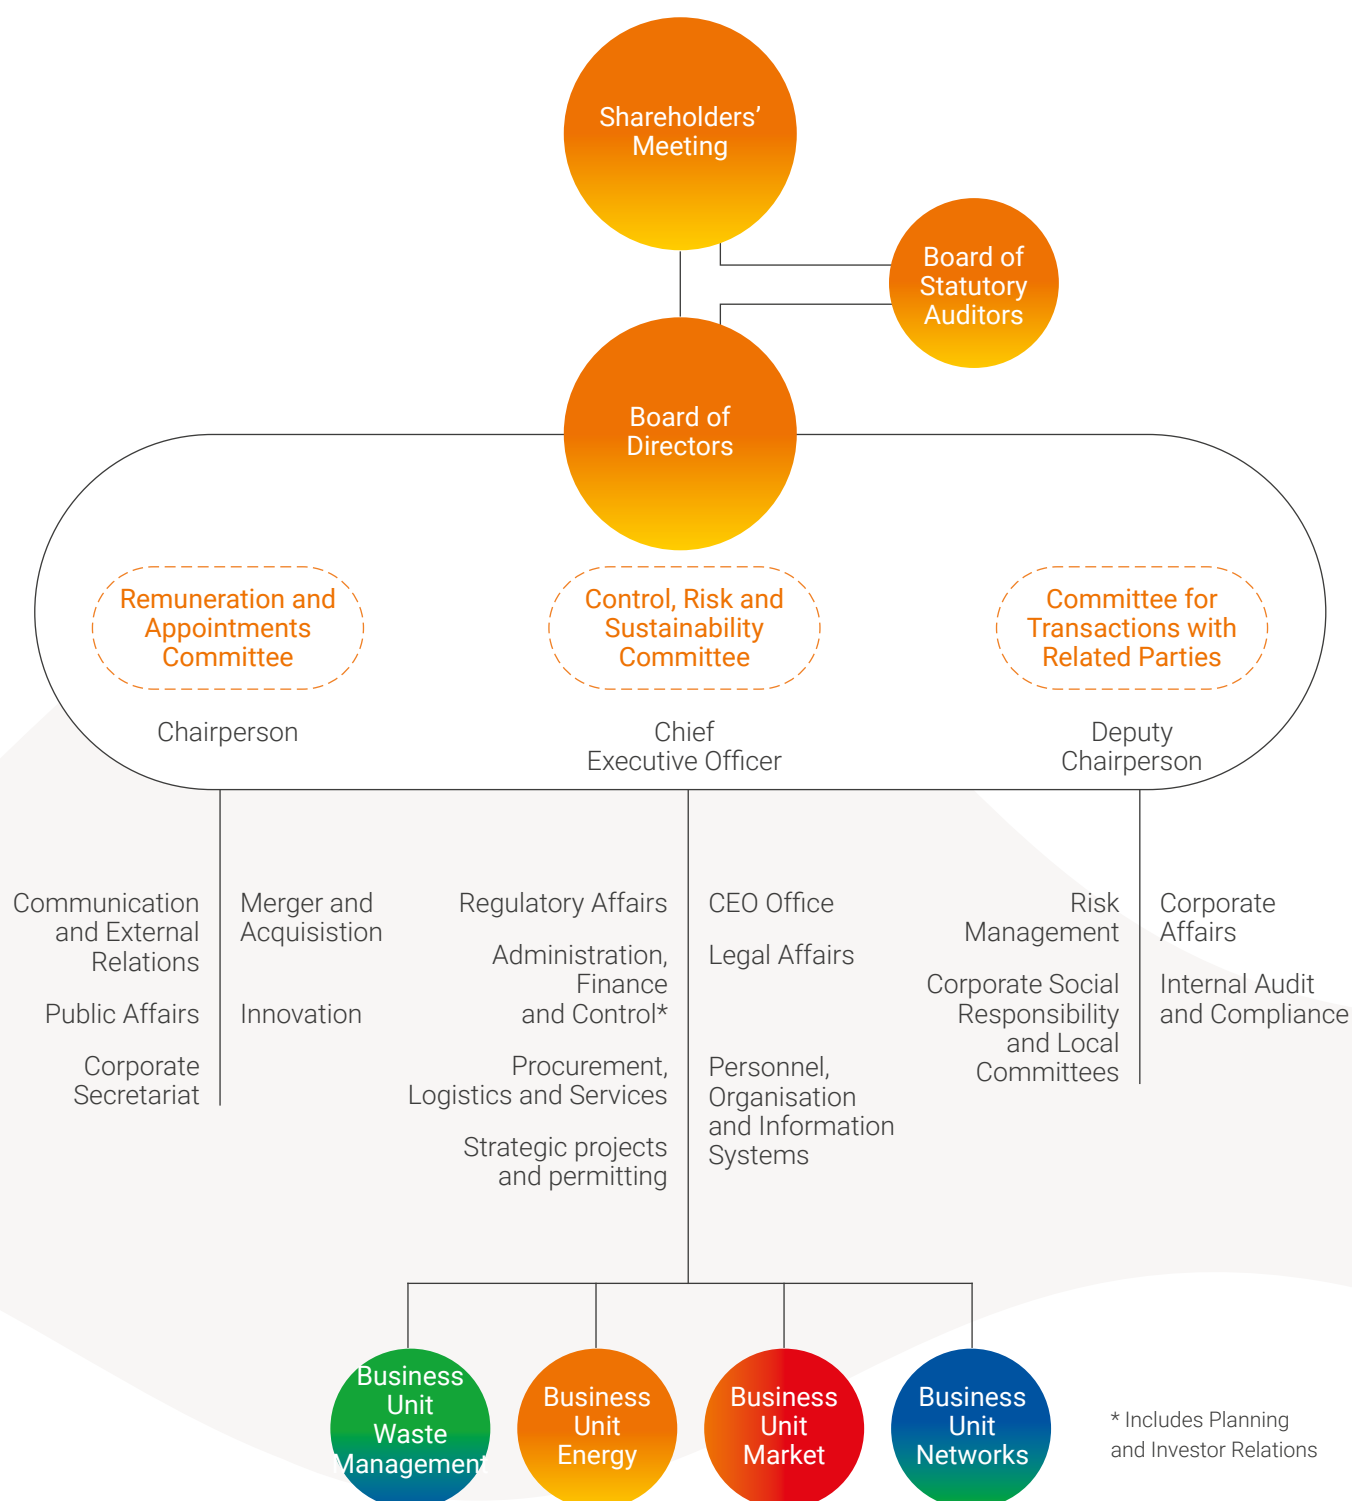 Shareholders’
Meeting
Board of
Statutory
Auditors
Board of
Directors
Remuneration and
Appointments
Committee
Control, Risk and
Sustainability
Committee
Committee for
Transactions with
Related Parties
Chairperson
Chief
Executive Officer
Deputy
Chairperson
Communication
and External
Relations
Public Affairs
Corporate
Secretariat
Merger and
Acquisistion
Innovation
Regulatory Affairs
Administration,
Finance
and Control*
Procurement,
Logistics and Services
Strategic projects
and permitting
CEO Office
Legal Affairs
Personnel,
Organisation
and Information
Systems
Risk
Management
Corporate Social
Responsibility
and Local
Committees
Corporate
Affairs
Internal Audit
and Compliance
Business
Unit
Waste
Management
Business
Unit
Energy
Business
Unit
Market
Business
Unit
Networks
* Includes Planning
and Investor Relations